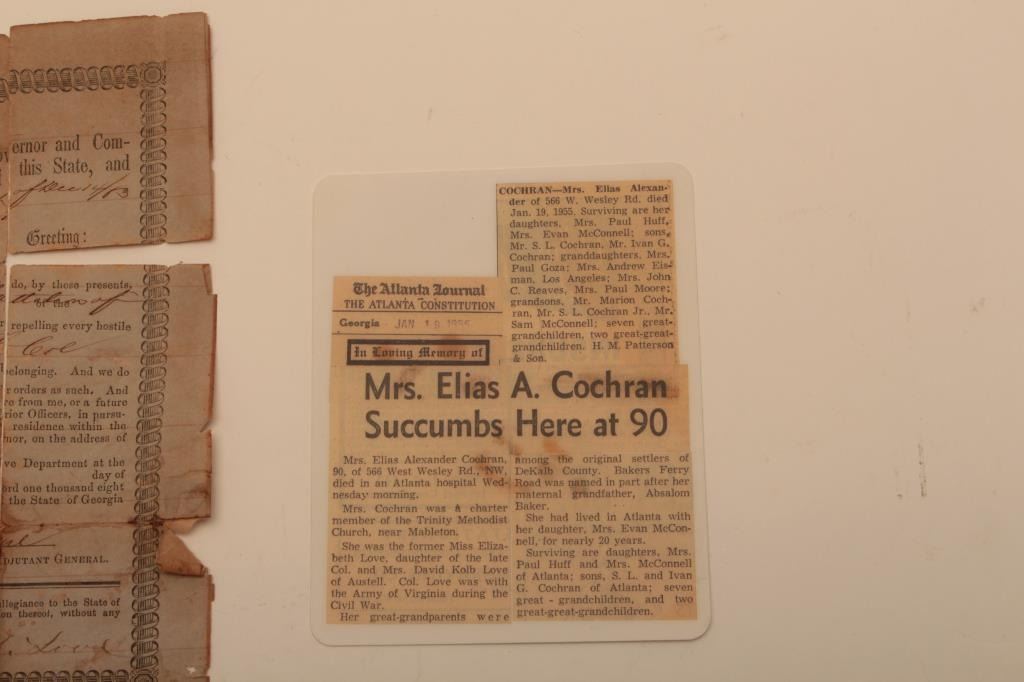 ernor and Com-
this State, and
Greeting:
do, by these presents,
of the
r repelling every hostile
Col
elonging. And we do
r orders as such. And
re from me, or a future
rior Officers, in pursu-
residence within the
nor, on the address of
ve Department at the
day of
ord one thousand eight
the State of Georgia
DJUTANT GENERAL.
llegiance to the State of
on thereof, without any
COCHRAN—Mrs. Elias Alexan-
der of 566 W. Wesley Rd. died
Jan. 19, 1955. Surviving are her
daughters, Mrs. Paul Huff,
Mrs. Evan McConnell; sons,
Mr. S. L. Cochran, Mr. Ivan G.
Cochran; granddaughters, Mrs.
Paul Goza; Mrs. Andrew Eis-
man, Los Angeles; Mrs. John
C. Reaves, Mrs. Paul Moore;
grandsons, Mr. Marion Coch-
ran, Mr. S. L. Cochran Jr., Mr.
Sam McConnell; seven great-
grandchildren, two great-great-
grandchildren. H. M. Patterson
& Son.
The Atlanta Journal
THE ATLANTA CONSTITUTION
Georgia JAN 19 1955
In Loving Memory of
Mrs. Elias A. Cochran
Succumbs Here at 90
Mrs. Elias Alexander Cochran,
90, of 566 West Wesley Rd., NW,
died in an Atlanta hospital Wed-
nesday morning.
Mrs. Cochran was a charter
member of the Trinity Methodist
Church, near Mableton.
She was the former Miss Eliza-
beth Love, daughter of the late
Col. and Mrs. David Kolb Love
of Austell. Col. Love was with
the Army of Virginia during the
Civil War.
Her great-grandparents were
among the original settlers of
DeKalb County. Bakers Ferry
Road was named in part after her
maternal grandfather, Absalom
Baker.
She had lived in Atlanta with
her daughter, Mrs. Evan McCon-
nell, for nearly 20 years.
Surviving are daughters, Mrs.
Paul Huff and Mrs. McConnell
of Atlanta; sons, S. L. and Ivan
G. Cochran of Atlanta; seven
great - grandchildren, and two
great-great-grandchildren.